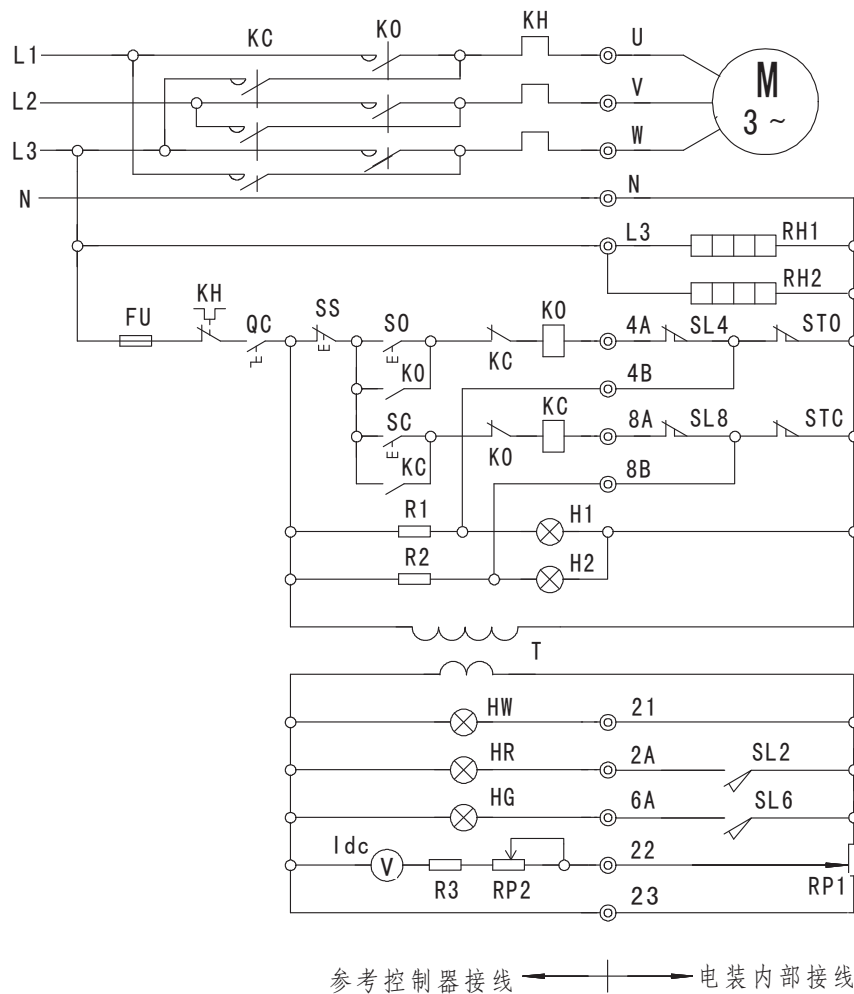 KC KO KH U
L1
V
M
3 ~
L2
W
L3
N N
L3 RH1
RH2
FU KH QC SS SO KC KO 4A SL4 STO
KO 4B
SC KO KC 8A SL8 STC
KC 8B
R1 H1
R2 H2
T
HW 21
HR 2A SL2
HG 6A SL6
Idc V R3 RP2 22 RP1
23
参考控制器接线 电装内部接线